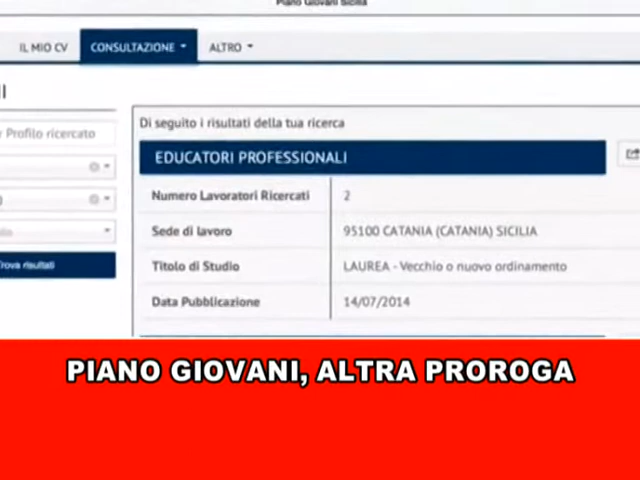 Piano Giovani Sicilia
IL MIO CV CONSULTAZIONE ALTRO
Di seguito i risultati della tua ricerca
Profilo ricercato
EDUCATORI PROFESSIONALI
Numero Lavoratori Ricercati 2
Sede di lavoro 95100 CATANIA (CATANIA) SICILIA
Titolo di Studio LAUREA - Vecchio o nuovo ordinamento
Trova risultati
Data Pubblicazione 14/07/2014
PIANO GIOVANI, ALTRA PROROGA